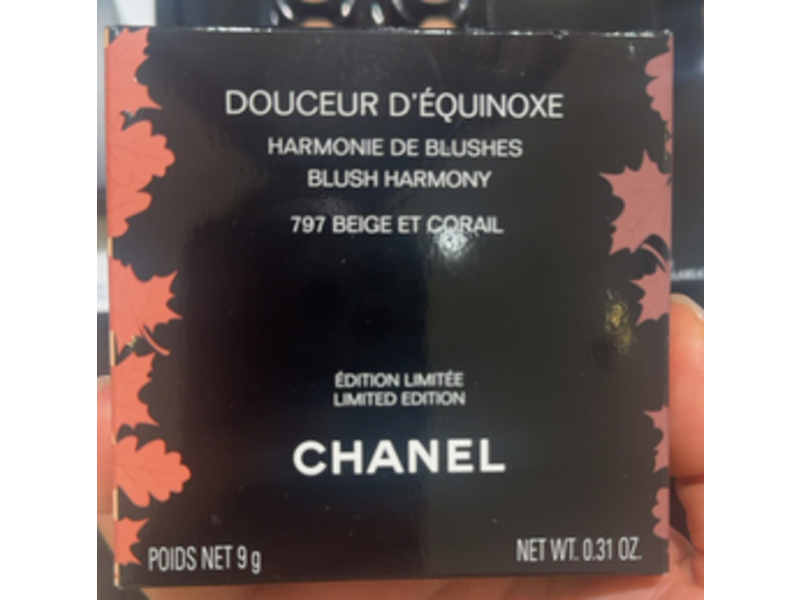 DOUCEUR D'ÉQUINOXE
HARMONIE DE BLUSHES
BLUSH HARMONY
797 BEIGE ET CORAIL
ÉDITION LIMITÉE
LIMITED EDITION
CHANEL
POIDS NET 9 g
NET WT. 0.31 OZ.